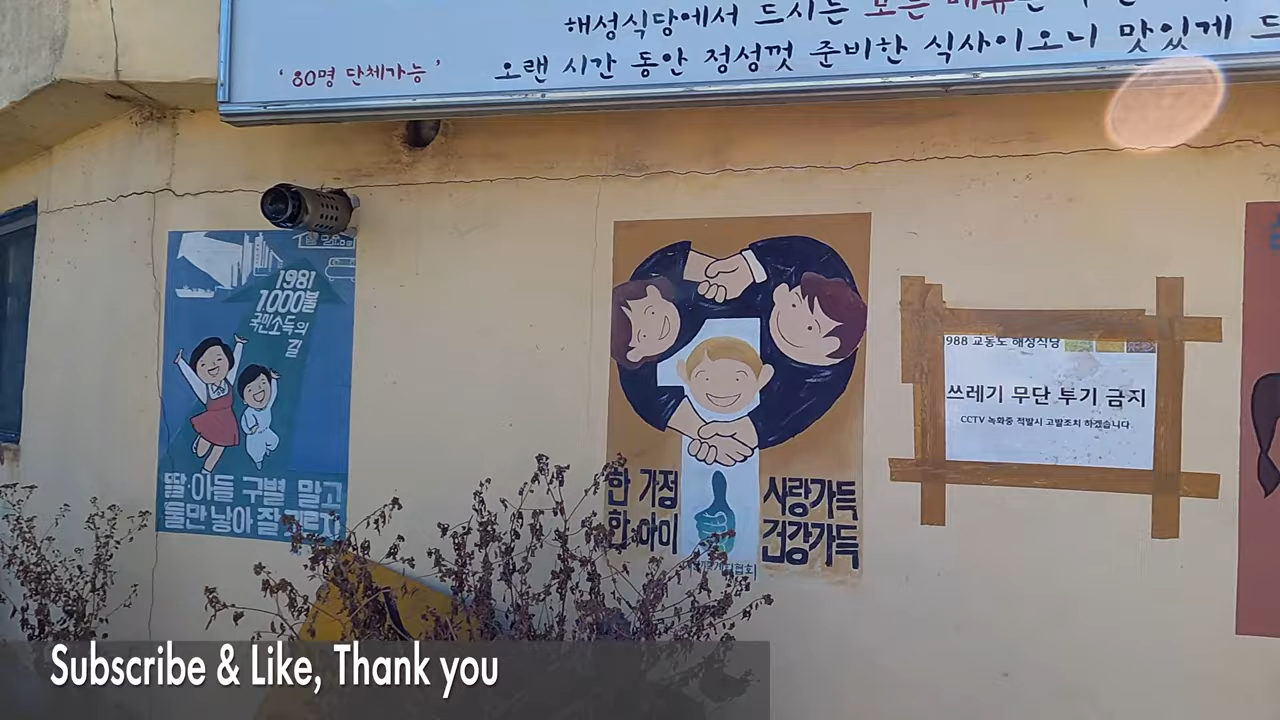 해성식당에서 드시는 모든 메뉴는
오랜 시간 동안 정성껏 준비한 식사이오니 맛있게 드
‘ 80명 단체가능 ’
1981
1,000불
국민소득의
길
딸·아들 구별 말고
둘만 낳아 잘 기르자
한 가정 사랑가득
한 아이 건강가득
협회
988 교동도 해성식당
쓰레기 무단 투기 금지
CCTV 녹화중 적발시 고발조치 하겠습니다.
Subscribe & Like, Thank you